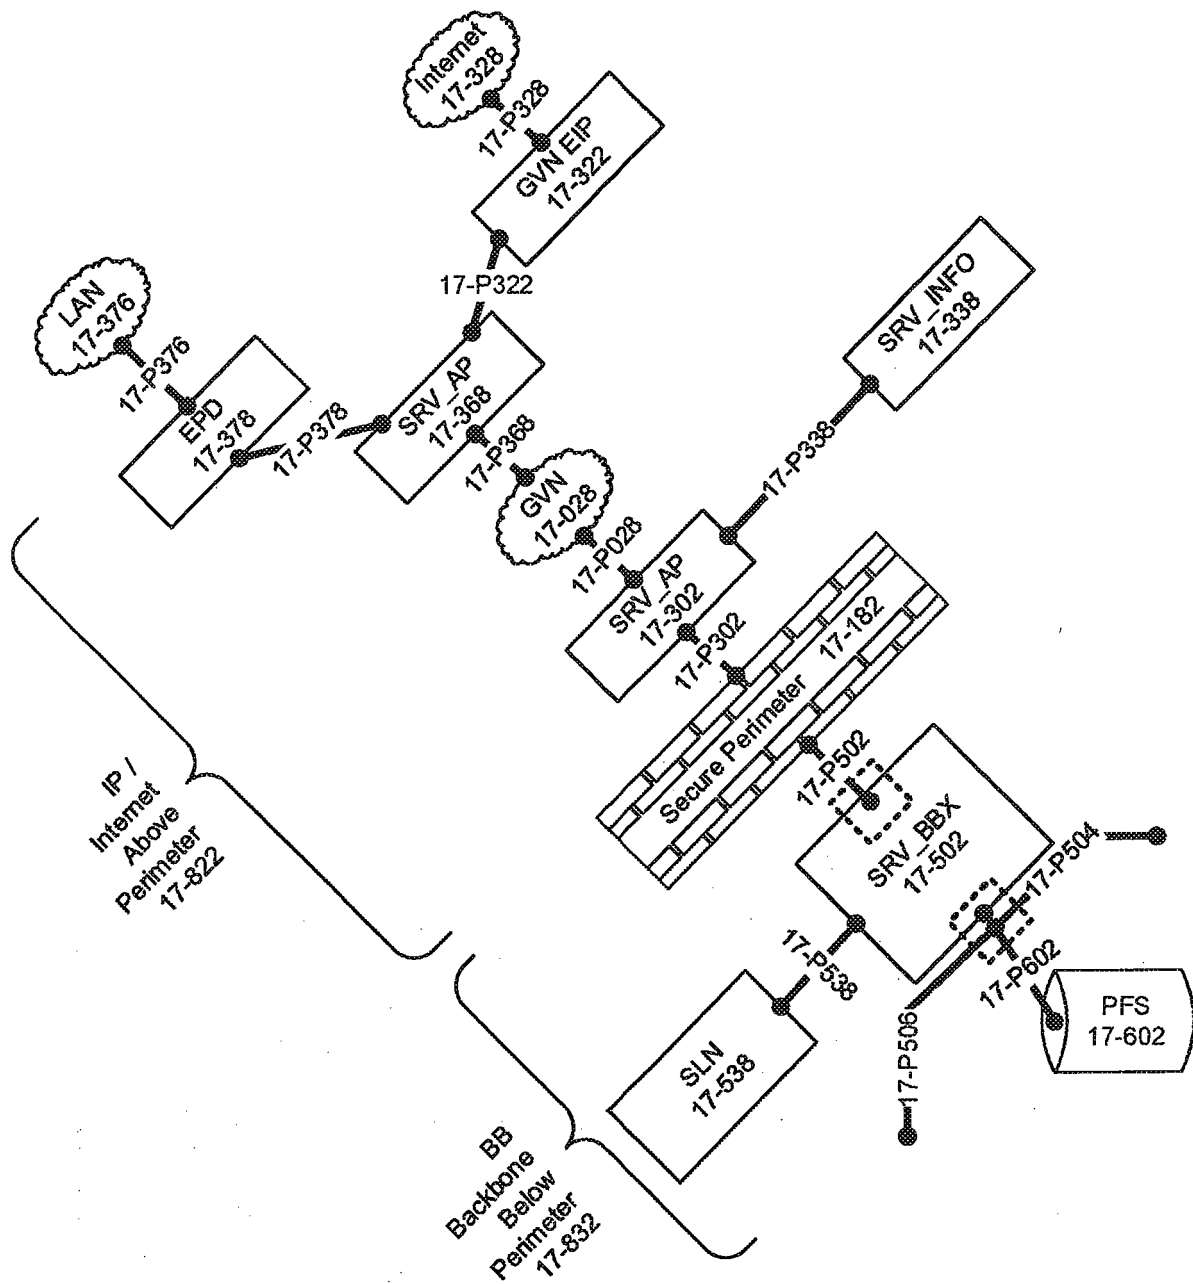 Internet
17-328
17-P328
GVN EIP
17-322
17-P322
LAN
17-376
17-P376
EPD
17-378
17-P378
SRV_AP
17-368
17-P368
GVN
17-028
17-P028
SRV_AP
17-302
17-P302
17-P338
SRV_INFO
17-338
Secure Perimeter 17-182
17-P502
SRV_BBX
17-502
17-P504
17-P602
17-P506
PFS
17-602
17-P538
SLN
17-538
IP /
Internet
Above
Perimeter
17-822
BB
Backbone
Below
Perimeter
17-832